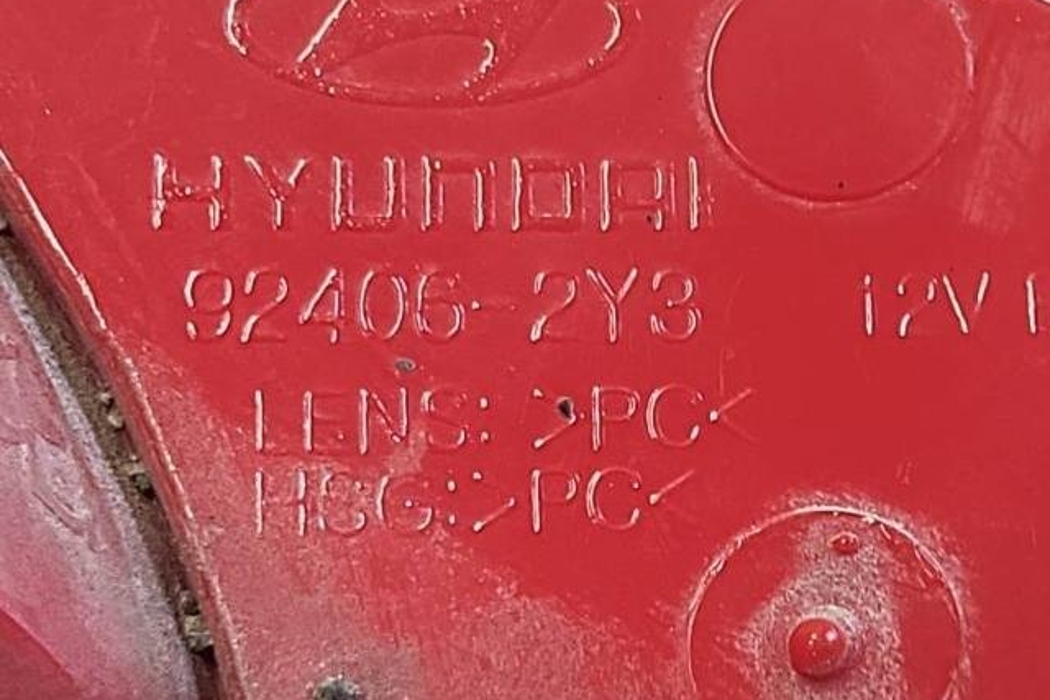 HYUNDAI
92406-2Y3 12V
LENS: >PC<
HSG:>PC<